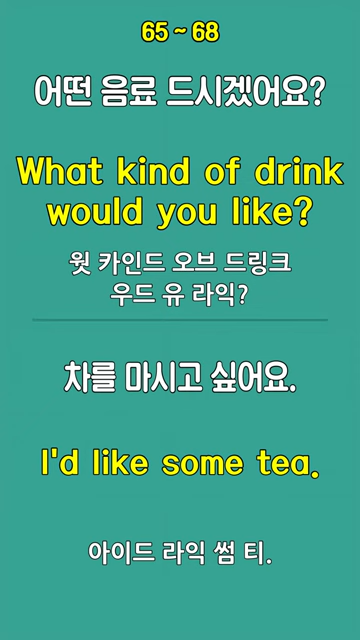 65 ~ 68
어떤 음료 드시겠어요?
What kind of drink
would you like?
왓 카인드 오브 드링크
우드 유 라익?
차를 마시고 싶어요.
I'd like some tea.
아이드 라익 썸 티.